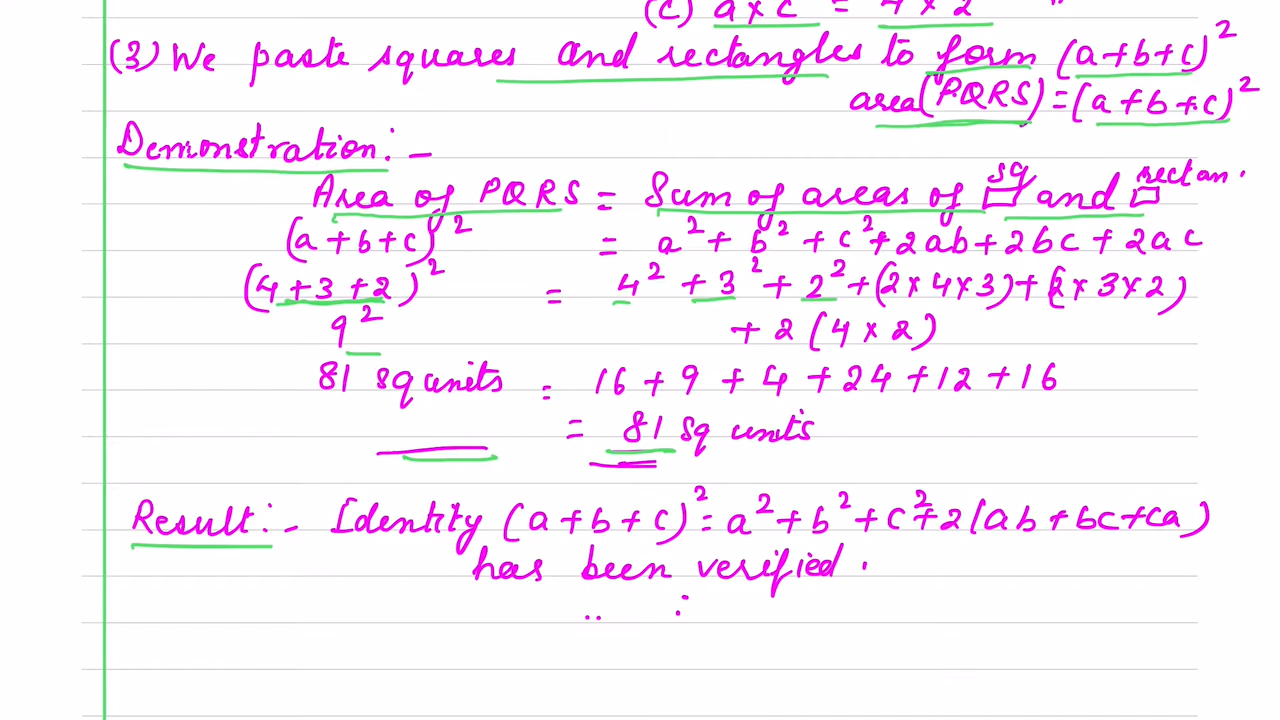 (c) a×c = 4×2 "
(3) We paste squares and rectangles to form (a+b+c)²
area(PQRS) = (a+b+c)²
Demonstration:-
sq rectan.
Area of PQRS = Sum of areas of □ and □
(a+b+c)² = a²+b²+c²+2ab+2bc+2ac
(4+3+2)² = 4²+3²+2²+(2×4×3)+(2×3×2)
9² +2(4×2)
81 sq units = 16+9+4+24+12+16
= 81 sq units
Result:- Identity (a+b+c)²=a²+b²+c²+2(ab+bc+ca)
has been verified.